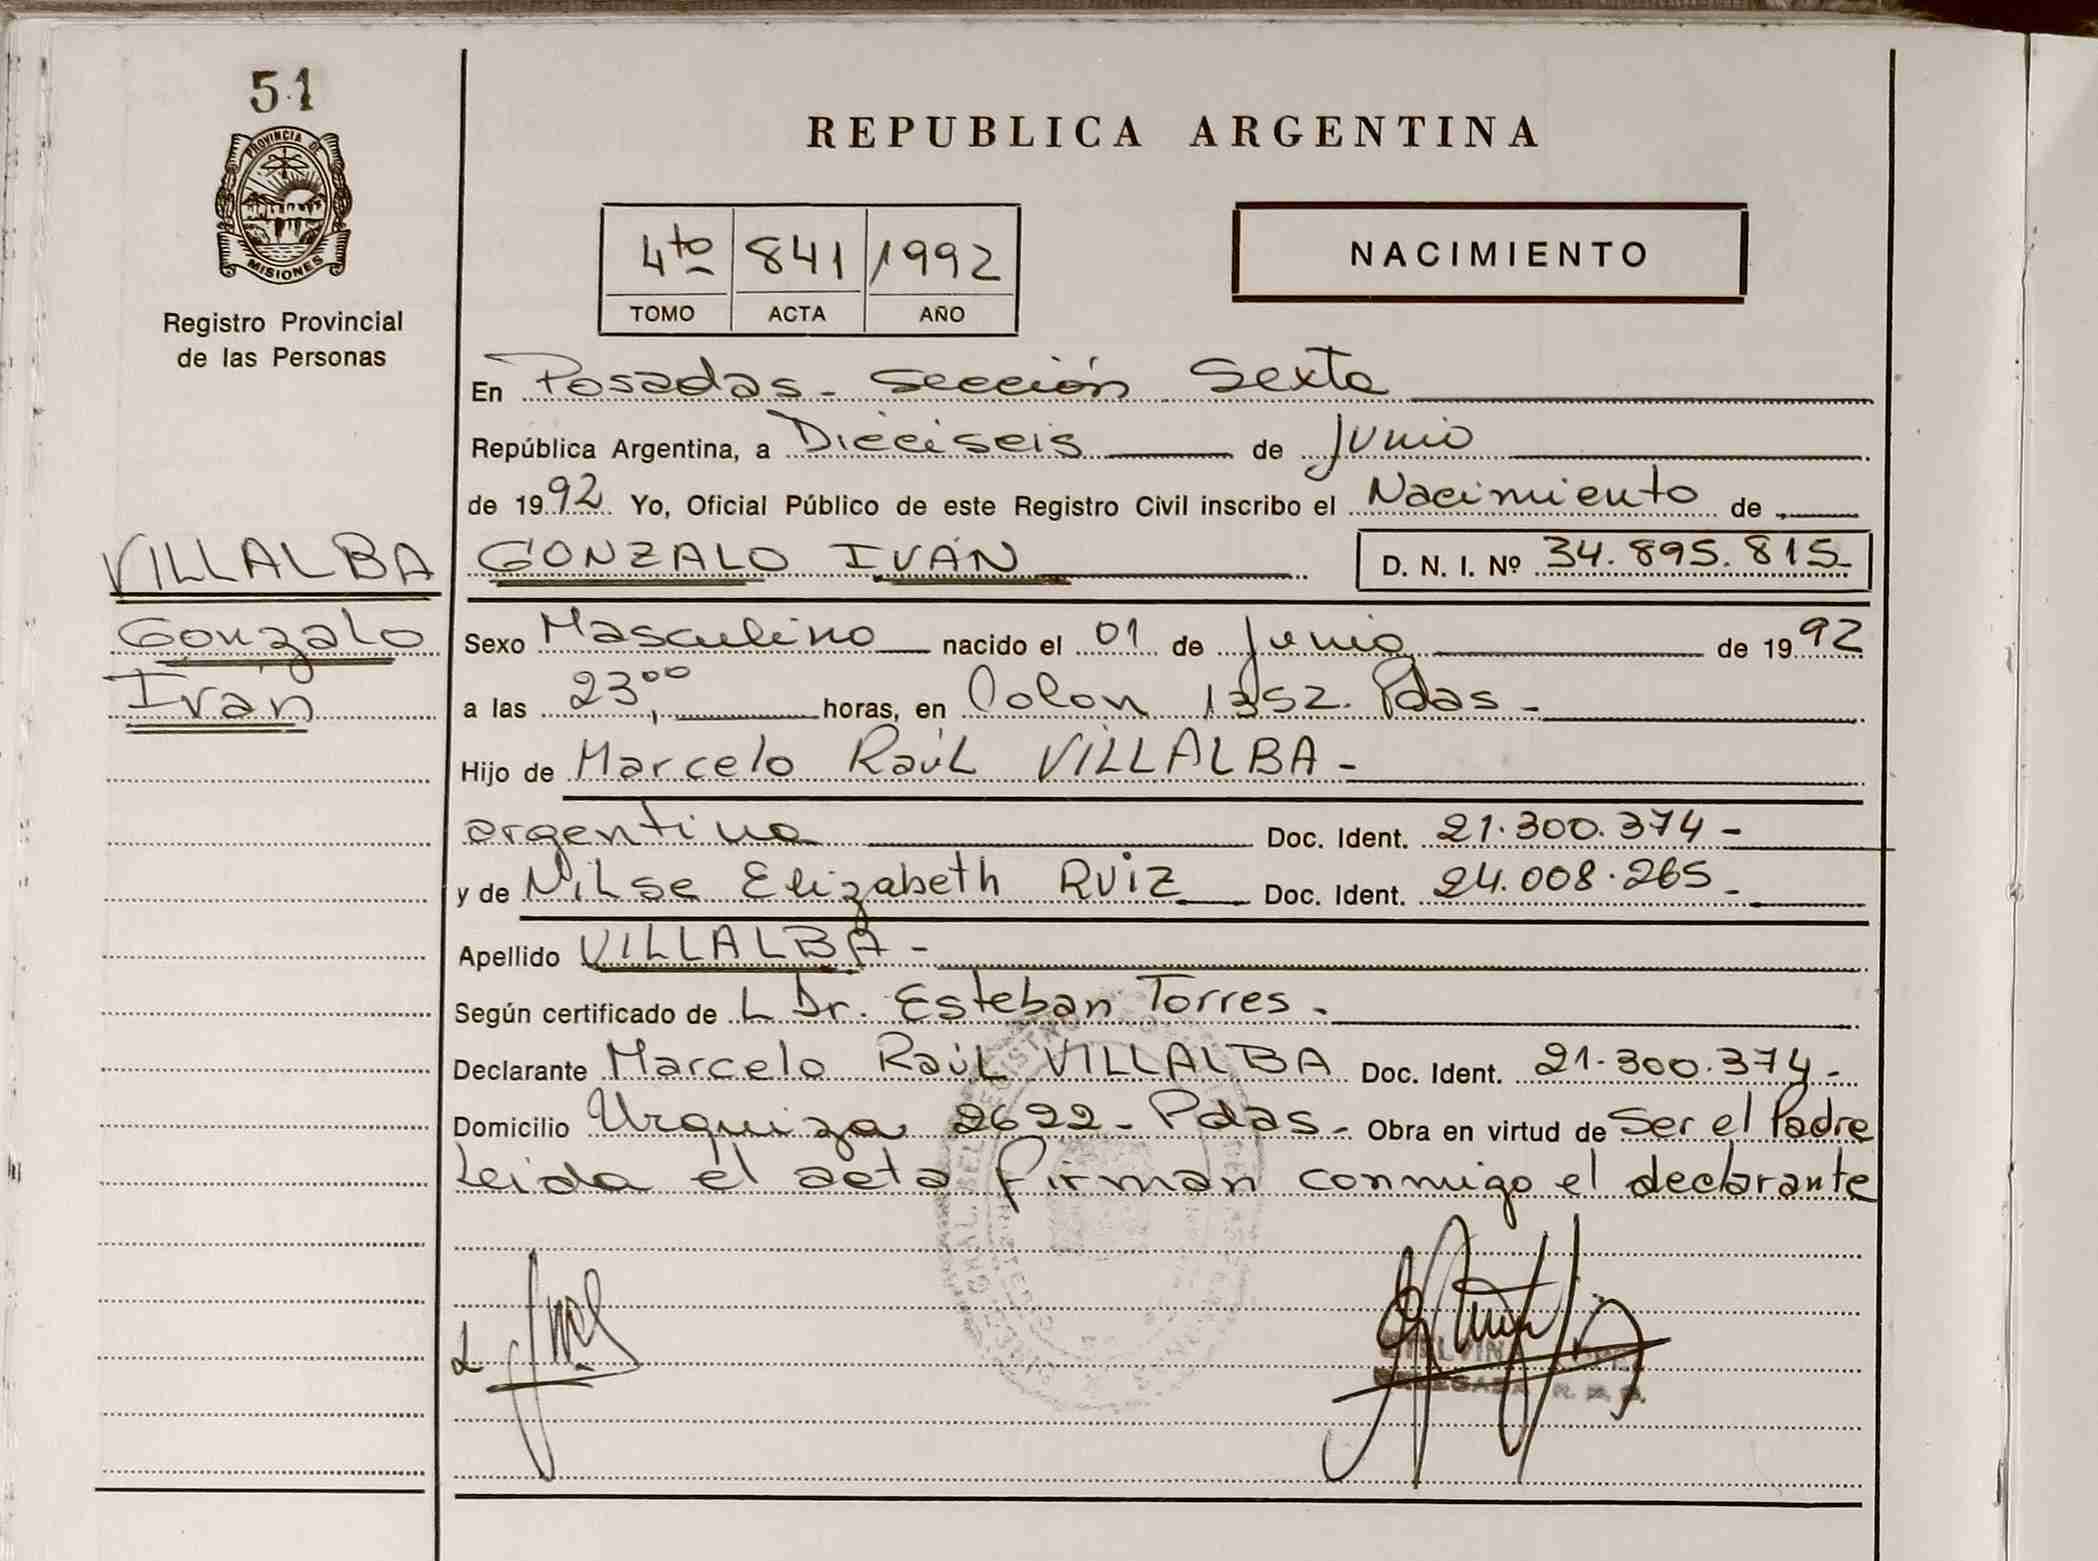 51
PROVINCIA D
MISIONES
Registro Provincial
de las Personas
REPUBLICA ARGENTINA
4to 841 1992
TOMO ACTA AÑO
NACIMIENTO
En Posadas - Sección Sexta
República Argentina, a Dieciseis de Junio
de 1992 Yo, Oficial Público de este Registro Civil inscribo el Nacimiento de
VILLALBA
Gonzalo
Iván
GONZALO IVÁN D. N. I. Nº 34.895.815-
Sexo Masculino nacido el 01 de Junio de 1992
a las 23,00 horas, en Colon 1352. Pdas -
Hijo de Marcelo Raúl VILLALBA -
argentina Doc. Ident. 21.300.374 -
y de Nilse Elizabeth RUIZ Doc. Ident. 24.008.265 -
Apellido VILLALBA -
Según certificado de L Dr. Esteban Torres -
Declarante Marcelo Raúl VILLALBA Doc. Ident. 21.300.374 -
Domicilio Urquiza 2622 - Pdas - Obra en virtud de Ser el Padre
Leida el acta firman conmigo el declarante